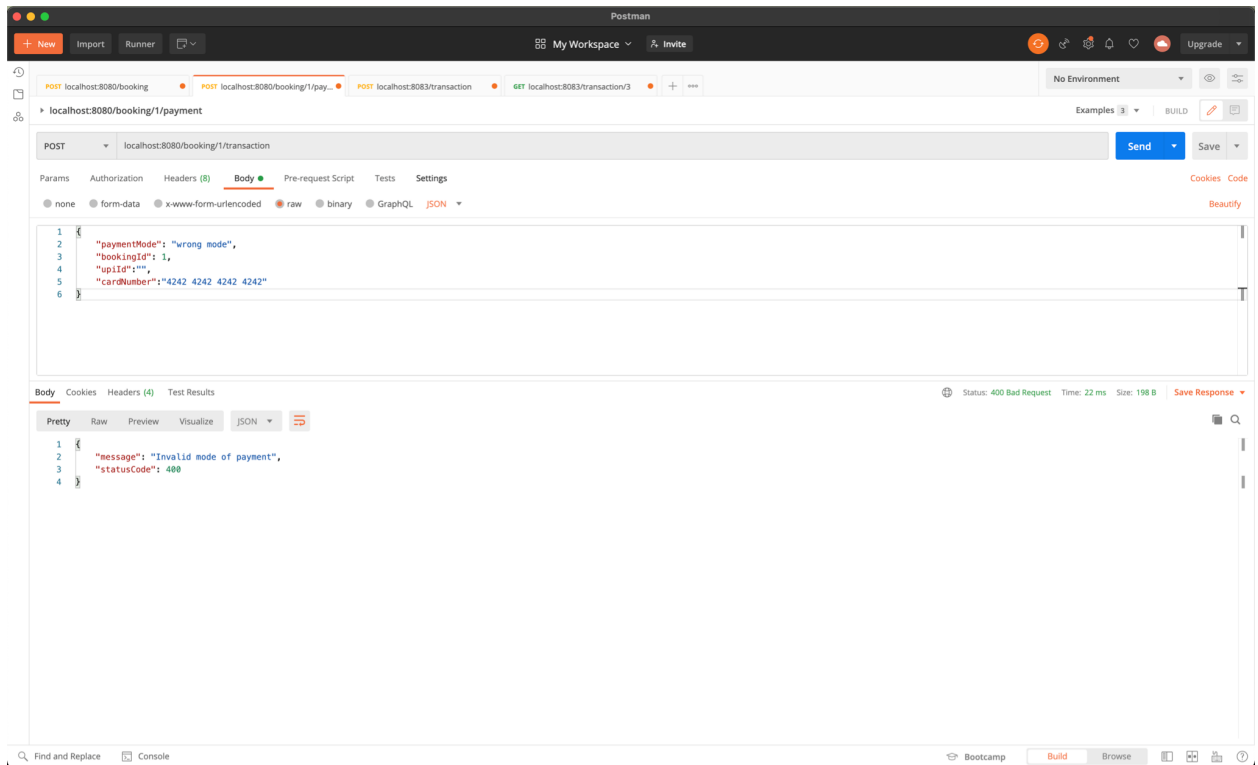 Postman
+ New Import Runner My Workspace Invite Upgrade
POST localhost:8080/booking POST localhost:8080/booking/1/pay... POST localhost:8083/transaction GET localhost:8083/transaction/3 + ••• No Environment
localhost:8080/booking/1/payment Examples 3 BUILD
POST localhost:8080/booking/1/transaction Send Save
Params Authorization Headers (8) Body Pre-request Script Tests Settings Cookies Code
none form-data x-www-form-urlencoded raw binary GraphQL JSON Beautify
1 {
2 "paymentMode": "wrong mode",
3 "bookingId": 1,
4 "upiId":"",
5 "cardNumber":"4242 4242 4242 4242"
6 }
Body Cookies Headers (4) Test Results Status: 400 Bad Request Time: 22 ms Size: 198 B Save Response
Pretty Raw Preview Visualize JSON
1 {
2 "message": "Invalid mode of payment",
3 "statusCode": 400
4 }
Find and Replace Console Bootcamp Build Browse